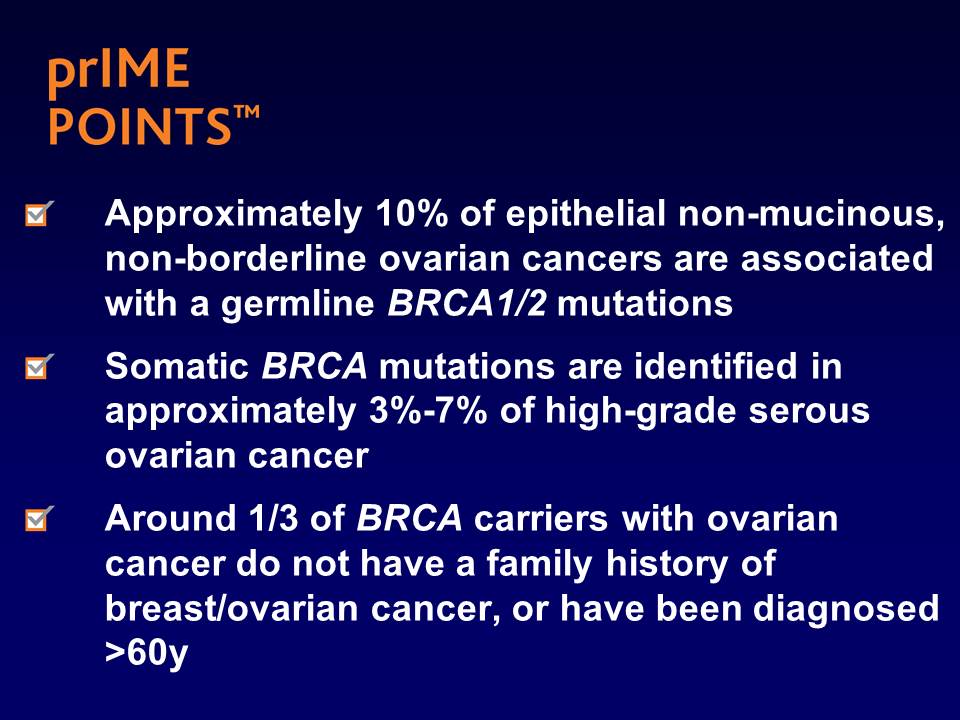 prIME
POINTS™
Approximately 10% of epithelial non-mucinous,
non-borderline ovarian cancers are associated
with a germline BRCA1/2 mutations
Somatic BRCA mutations are identified in
approximately 3%-7% of high-grade serous
ovarian cancer
Around 1/3 of BRCA carriers with ovarian
cancer do not have a family history of
breast/ovarian cancer, or have been diagnosed
>60y